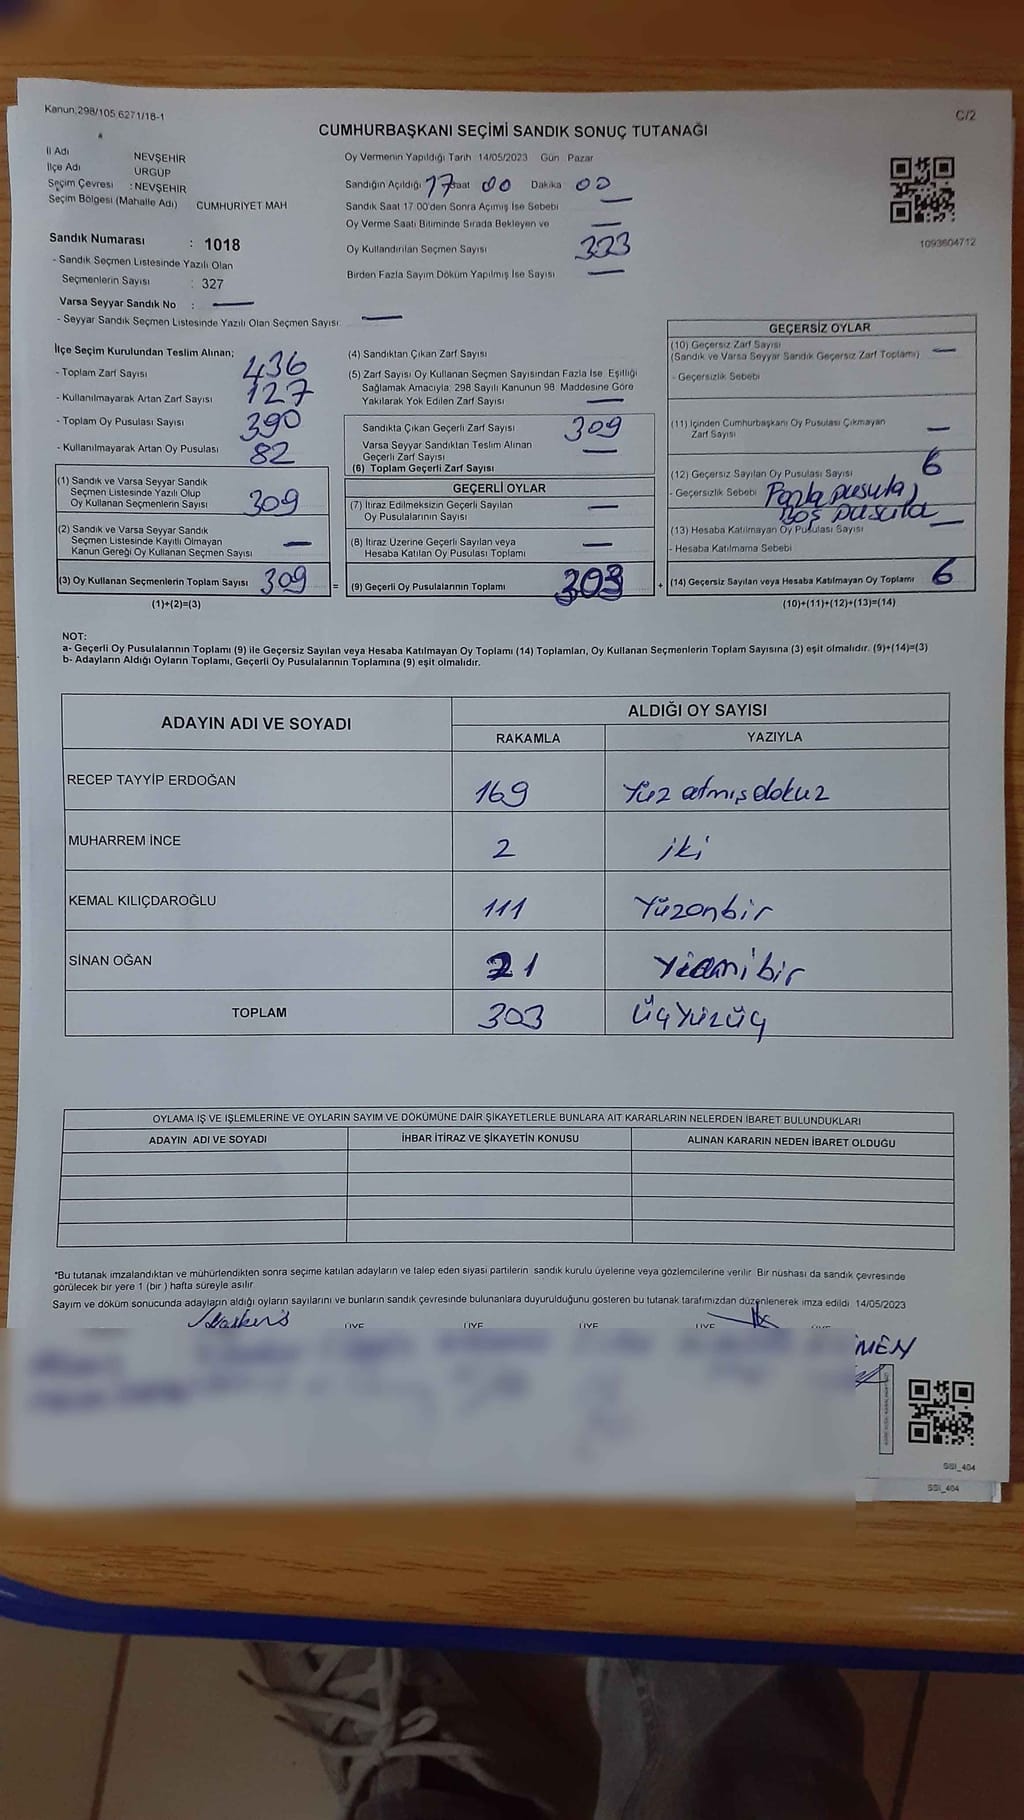 Kanun:298/105 6271/18-1
C/2
CUMHURBAŞKANI SEÇİMİ SANDIK SONUÇ TUTANAĞI
İl Adı NEVŞEHİR
İlçe Adı ÜRGÜP
Seçim Çevresi : NEVŞEHİR
Seçim Bölgesi (Mahalle Adı) CUMHURİYET MAH
Sandık Numarası : 1018
- Sandık Seçmen Listesinde Yazılı Olan
Seçmenlerin Sayısı : 327
Varsa Seyyar Sandık No : —
- Seyyar Sandık Seçmen Listesinde Yazılı Olan Seçmen Sayısı: —
Oy Vermenin Yapıldığı Tarih 14/05/2023 Gün Pazar
Sandığın Açıldığı 17 Saat 00 Dakika 00
Sandık Saat 17:00'den Sonra Açımış İse Sebebi —
Oy Verme Saati Bitiminde Sırada Bekleyen ve —
Oy Kullandırılan Seçmen Sayısı
Birden Fazla Sayım Döküm Yapılmış İse Sayısı —
1093604712
İlçe Seçim Kurulundan Teslim Alınan;
- Toplam Zarf Sayısı 436
- Kullanılmayarak Artan Zarf Sayısı 127
- Toplam Oy Pusulası Sayısı 390
- Kullanılmayarak Artan Oy Pusulası 82
(1) Sandık ve Varsa Seyyar Sandık
Seçmen Listesinde Yazılı Olup
Oy Kullanan Seçmenlerin Sayısı 309
(2) Sandık ve Varsa Seyyar Sandık
Seçmen Listesinde Kayıtlı Olmayan
Kanun Gereği Oy Kullanan Seçmen Sayısı —
(3) Oy Kullanan Seçmenlerin Toplam Sayısı 309 =
(1)+(2)=(3)
(4) Sandıktan Çıkan Zarf Sayısı
(5) Zarf Sayısı Oy Kullanan Seçmen Sayısından Fazla İse Eşitliği
Sağlamak Amacıyla 298 Sayılı Kanunun 98. Maddesine Göre
Yakılarak Yok Edilen Zarf Sayısı —
Sandıkta Çıkan Geçerli Zarf Sayısı 309
Varsa Seyyar Sandıktan Teslim Alınan
Geçerli Zarf Sayısı —
(6) Toplam Geçerli Zarf Sayısı
GEÇERLİ OYLAR
(7) İtiraz Edilmeksizin Geçerli Sayılan
Oy Pusulalarının Sayısı —
(8) İtiraz Üzerine Geçerli Sayılan veya
Hesaba Katılan Oy Pusulası Toplamı —
(9) Geçerli Oy Pusulalarının Toplamı 303 +
GEÇERSİZ OYLAR
(10) Geçersiz Zarf Sayısı
(Sandık ve Varsa Seyyar Sandık Geçersiz Zarf Toplamı) —
- Geçersizlik Sebebi
(11) İçinden Cumhurbaşkanı Oy Pusulası Çıkmayan
Zarf Sayısı —
(12) Geçersiz Sayılan Oy Pusulası Sayısı 6
- Geçersizlik Sebebi Fazla pusula,
Boş pusula
(13) Hesaba Katılmayan Oy Pusulası Sayısı —
- Hesaba Katılmama Sebebi
(14) Geçersiz Sayılan veya Hesaba Katılmayan Oy Toplamı 6
(10)+(11)+(12)+(13)=(14)
NOT:
a- Geçerli Oy Pusulalarının Toplamı (9) ile Geçersiz Sayılan veya Hesaba Katılmayan Oy Toplamı (14) Toplamları, Oy Kullanan Seçmenlerin Toplam Sayısına (3) eşit olmalıdır. (9)+(14)=(3)
b- Adayların Aldığı Oyların Toplamı, Geçerli Oy Pusulalarının Toplamına (9) eşit olmalıdır.
ADAYIN ADI VE SOYADI
ALDIĞI OY SAYISI
RAKAMLA YAZIYLA
RECEP TAYYİP ERDOĞAN 169 Yüz atmış dokuz
MUHARREM İNCE 2 iki
KEMAL KILIÇDAROĞLU 111 Yüzonbir
SİNAN OĞAN 21 Yirmibir
TOPLAM 303 Üçyüzüç
OYLAMA İŞ VE İŞLEMLERİNE VE OYLARIN SAYIM VE DÖKÜMÜNE DAİR ŞİKAYETLERLE BUNLARA AİT KARARLARIN NELERDEN İBARET BULUNDUKLARI
ADAYIN ADI VE SOYADI İHBAR İTİRAZ VE ŞİKAYETİN KONUSU ALINAN KARARIN NEDEN İBARET OLDUĞU
*Bu tutanak imzalandıktan ve mühürlendikten sonra seçime katılan adayların ve talep eden siyasi partilerin sandık kurulu üyelerine veya gözlemcilerine verilir. Bir nüshası da sandık çevresinde
görülecek bir yere 1 (bir ) hafta süreyle asılır.
Sayım ve döküm sonucunda adayların aldığı oyların sayılarını ve bunların sandık çevresinde bulunanlara duyurulduğunu gösteren bu tutanak tarafımızdan düzenlenerek imza edildi 14/05/2023
ÜYE ÜYE ÜYE ÜYE ÜYE
MEN
SSİ_404
SSİ_404